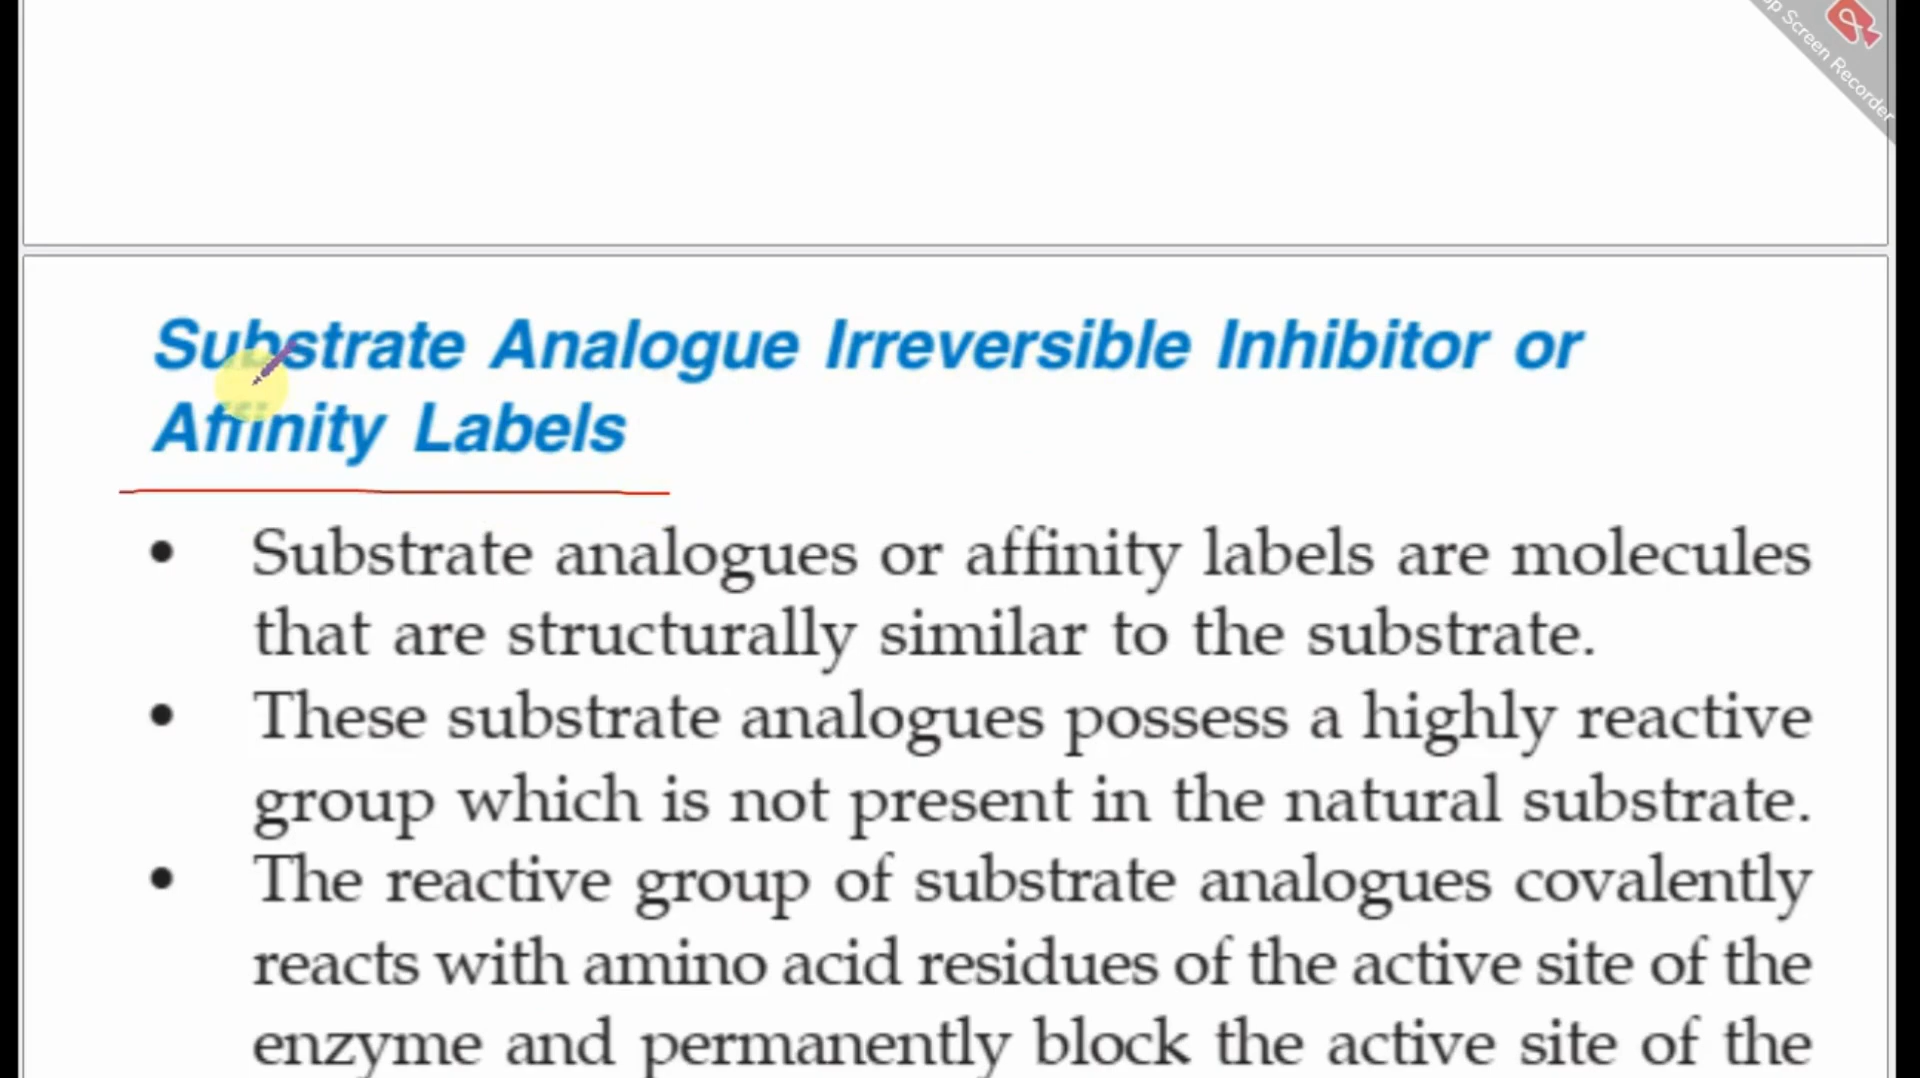 op Screen Recorder
Substrate Analogue Irreversible Inhibitor or
Affinity Labels
• Substrate analogues or affinity labels are molecules
that are structurally similar to the substrate.
• These substrate analogues possess a highly reactive
group which is not present in the natural substrate.
• The reactive group of substrate analogues covalently
reacts with amino acid residues of the active site of the
enzyme and permanently block the active site of the